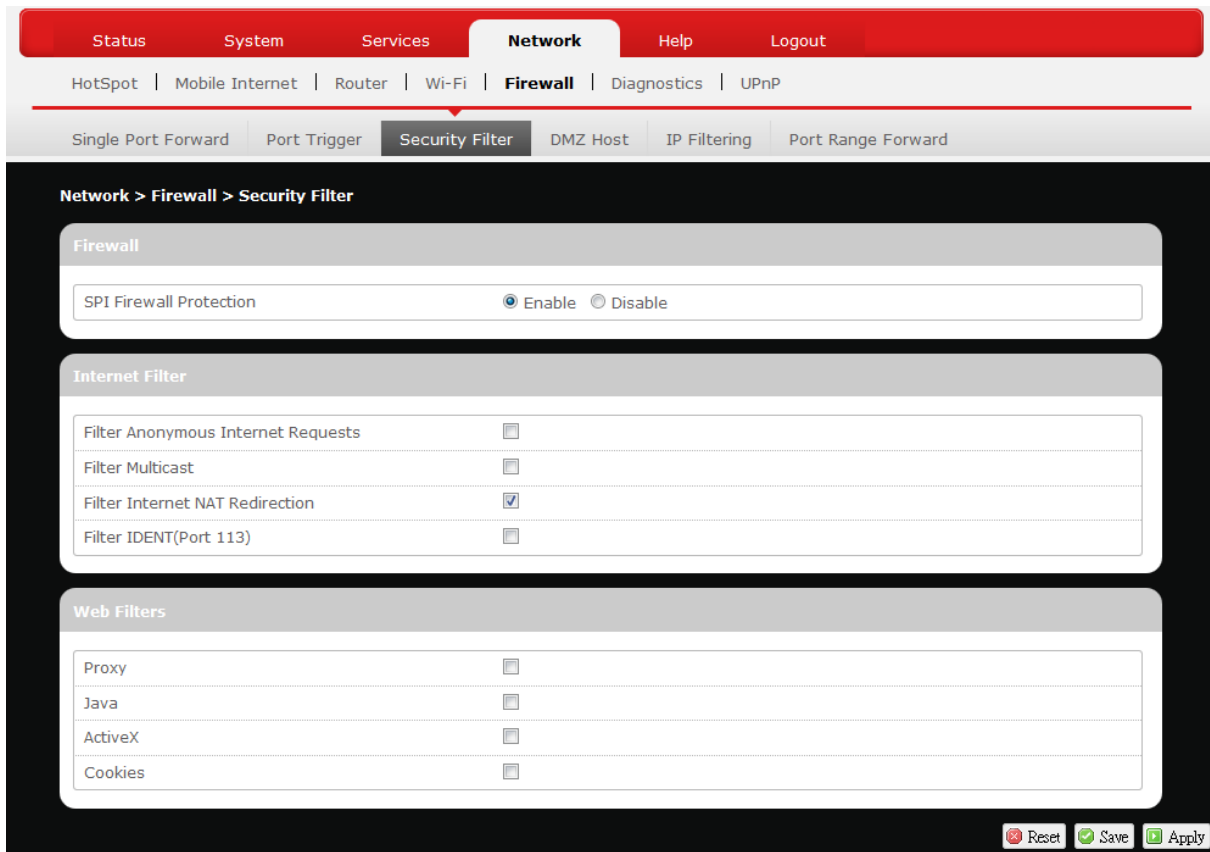 Status System Services Network Help Logout
HotSpot | Mobile Internet | Router | Wi-Fi | Firewall | Diagnostics | UPnP
Single Port Forward Port Trigger Security Filter DMZ Host IP Filtering Port Range Forward
Network > Firewall > Security Filter
Firewall
SPI Firewall Protection Enable Disable
Internet Filter
Filter Anonymous Internet Requests
Filter Multicast
Filter Internet NAT Redirection
Filter IDENT(Port 113)
Web Filters
Proxy
Java
ActiveX
Cookies
Reset Save Apply